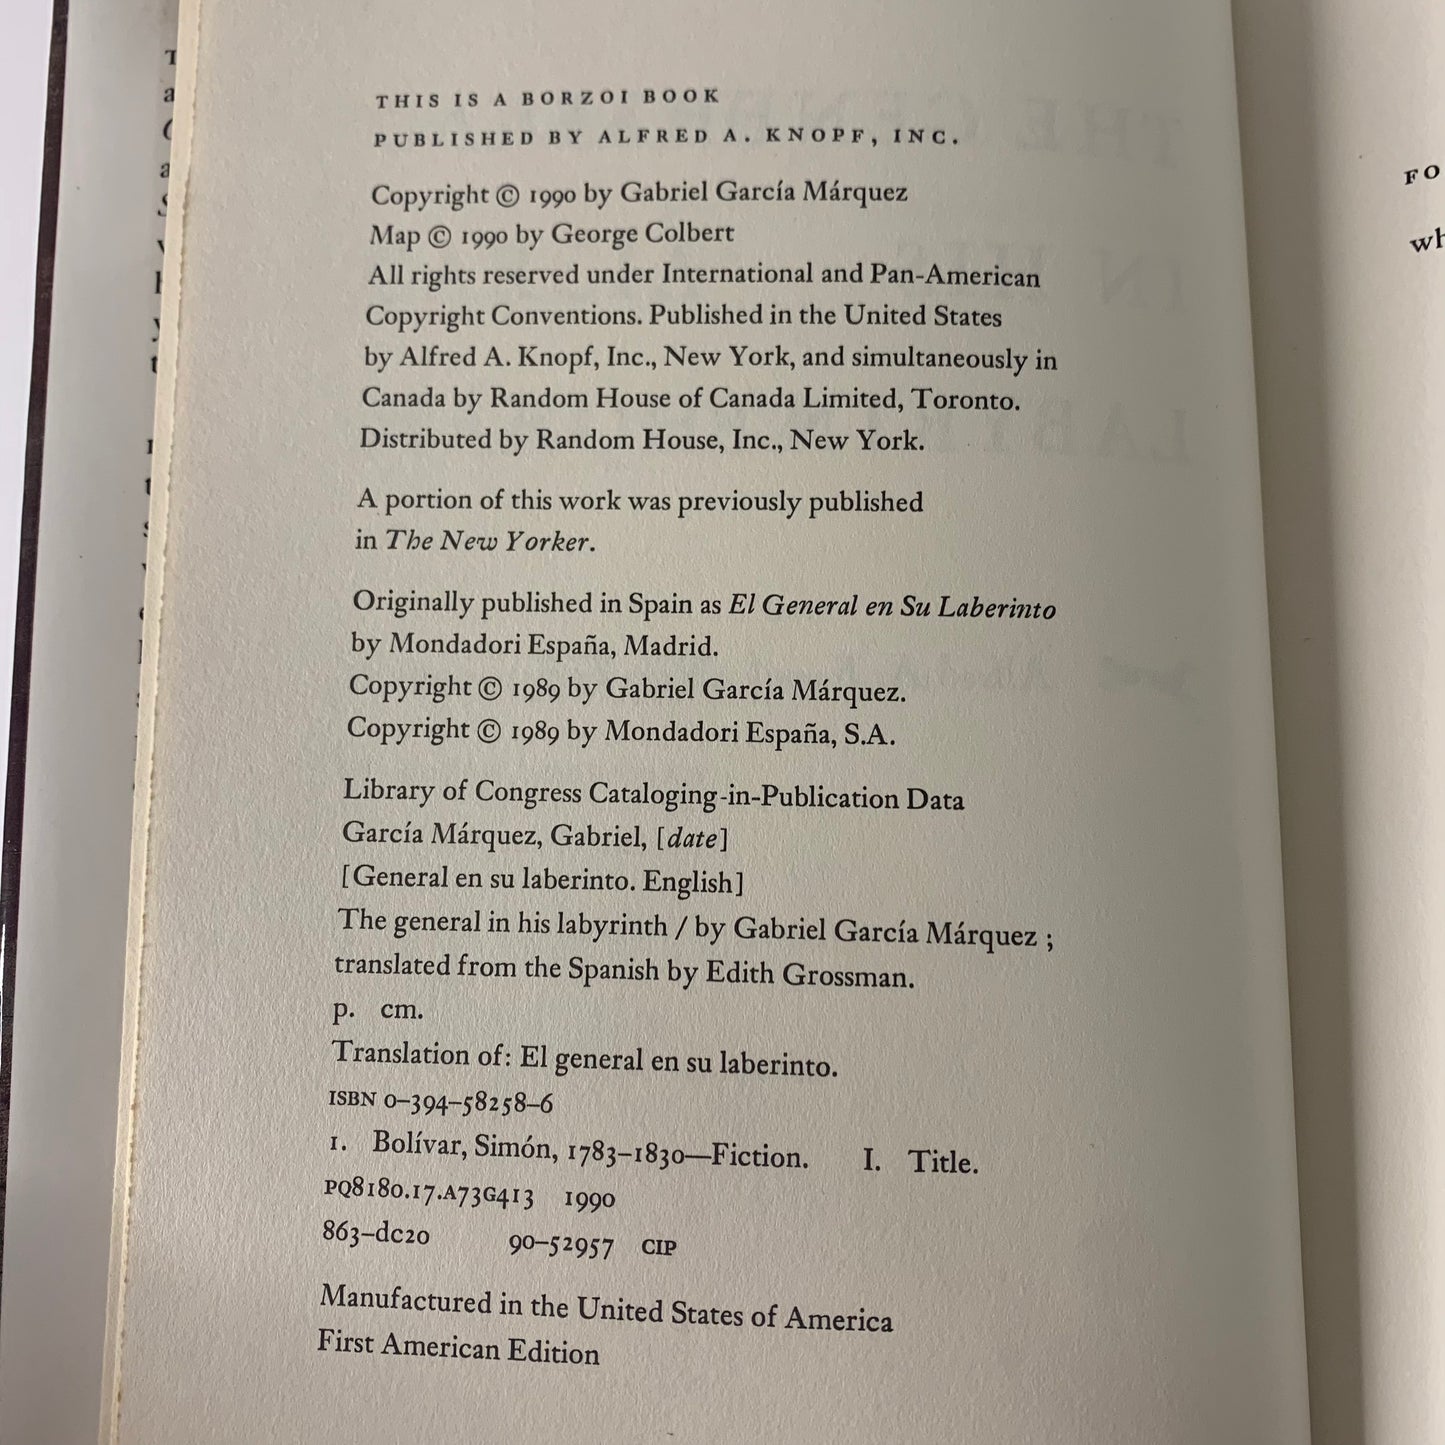 THIS IS A BORZOI BOOK
PUBLISHED BY ALFRED A. KNOPF, INC.
Copyright © 1990 by Gabriel García Márquez
Map © 1990 by George Colbert
All rights reserved under International and Pan-American
Copyright Conventions. Published in the United States
by Alfred A. Knopf, Inc., New York, and simultaneously in
Canada by Random House of Canada Limited, Toronto.
Distributed by Random House, Inc., New York.
A portion of this work was previously published
in The New Yorker.
Originally published in Spain as El General en Su Laberinto
by Mondadori España, Madrid.
Copyright © 1989 by Gabriel García Márquez.
Copyright © 1989 by Mondadori España, S.A.
Library of Congress Cataloging-in-Publication Data
García Márquez, Gabriel, [date]
[General en su laberinto. English]
The general in his labyrinth / by Gabriel García Márquez ;
translated from the Spanish by Edith Grossman.
p. cm.
Translation of: El general en su laberinto.
ISBN 0–394–58258–6
1. Bolívar, Simón, 1783–1830—Fiction. I. Title.
PQ8180.17.A73G413 1990
863–dc20 90–52957 CIP
Manufactured in the United States of America
First American Edition
FO
wh